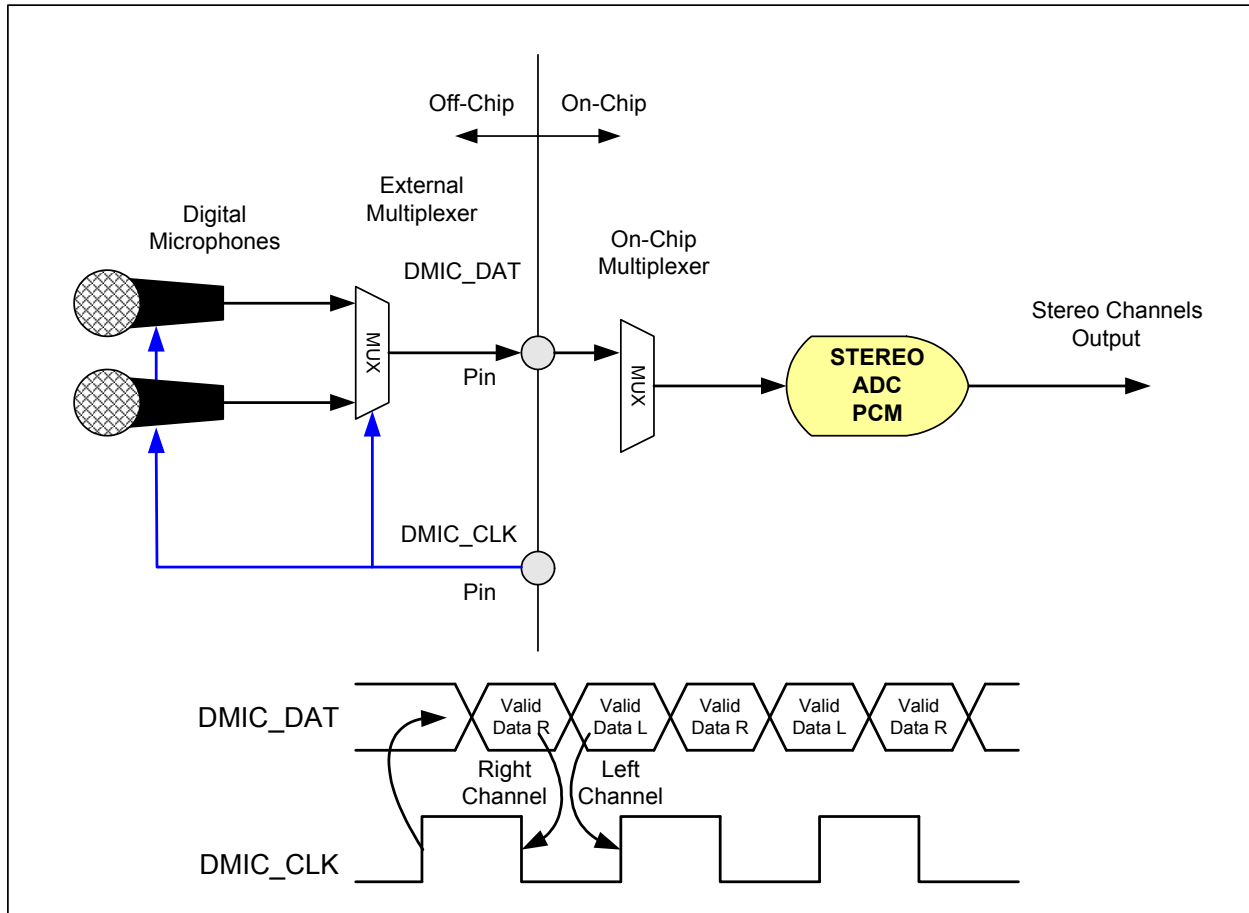 Off-Chip
On-Chip
External
Multiplexer
Digital
Microphones
On-Chip
Multiplexer
DMIC_DAT
Stereo Channels
Output
MUX
MUX
STEREO
ADC
PCM
Pin
DMIC_CLK
Pin
DMIC_DAT
Valid
Data R
Valid
Data L
Valid
Data R
Valid
Data L
Valid
Data R
Right
Channel
Left
Channel
DMIC_CLK